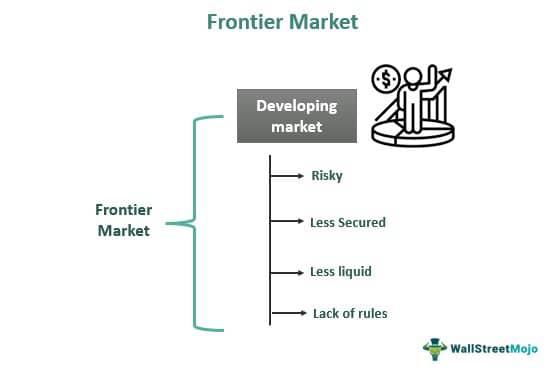 Frontier Market
Developing
market
Risky
Frontier
Market
Less Secured
Less liquid
Lack of rules
$
WallStreetMojo